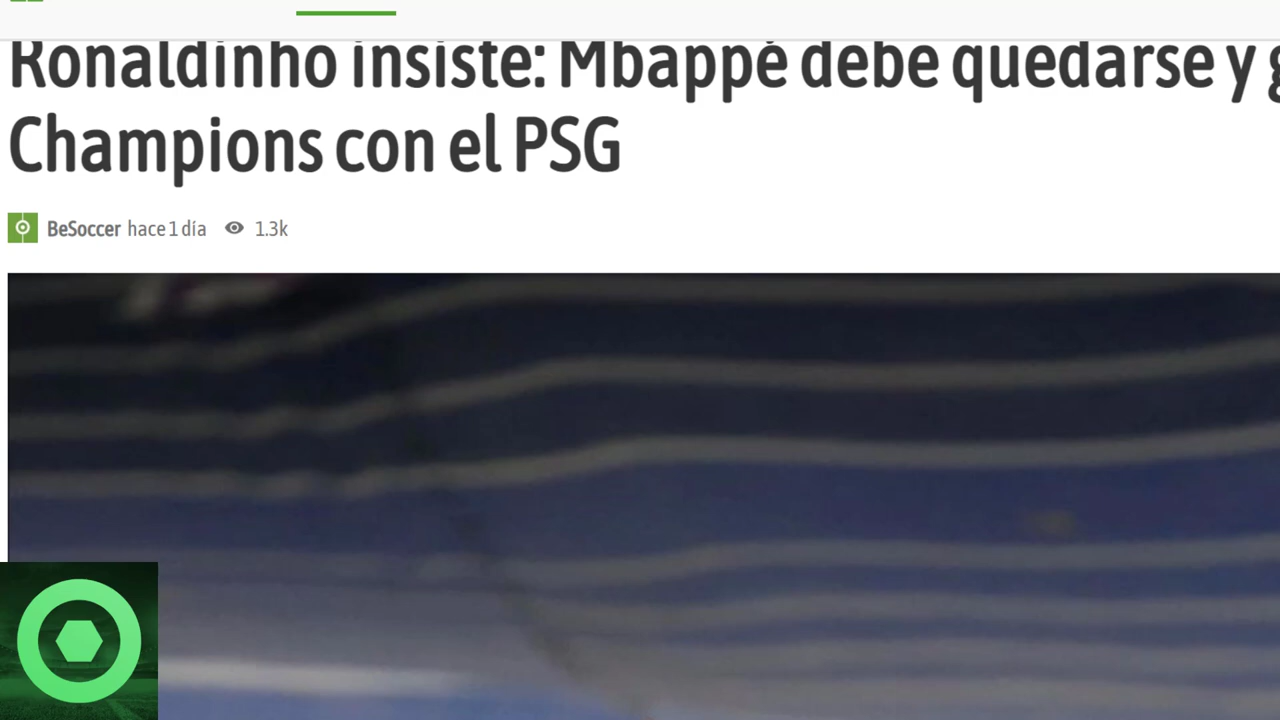 Ronaldinho insiste: Mbappé debe quedarse y
Champions con el PSG
BeSoccer hace 1 día 1.3k